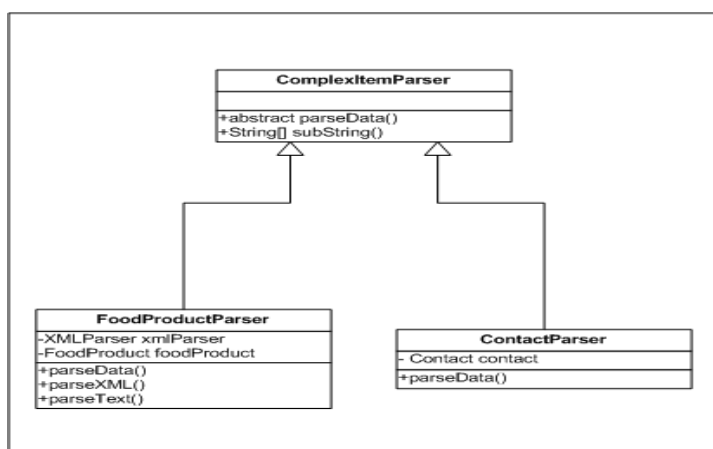 ComplexItemParser
+abstract parseData()
+String[] subString()
FoodProductParser
-XMLParser xmlParser
-FoodProduct foodProduct
+parseData()
+parseXML()
+parseText()
ContactParser
- Contact contact
+parseData()